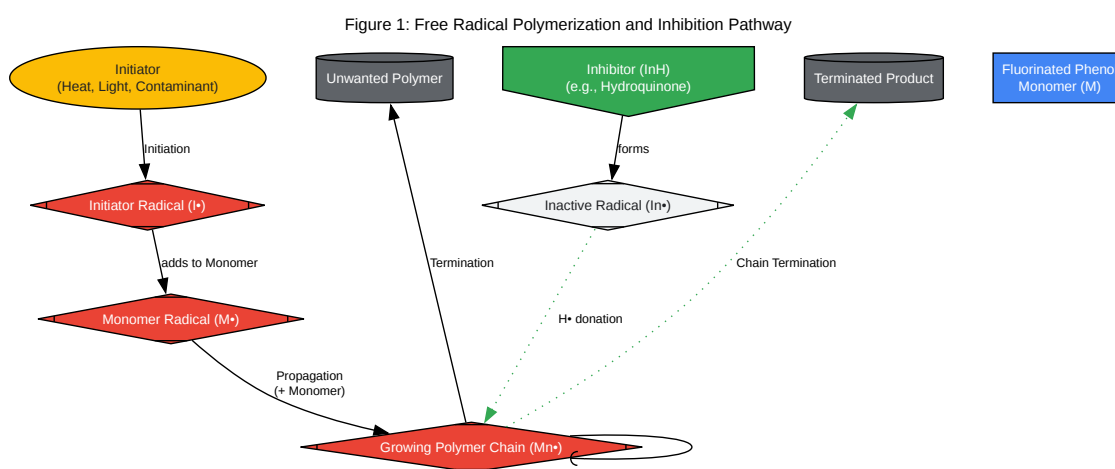 Figure 1: Free Radical Polymerization and Inhibition Pathway
Initiator
(Heat, Light, Contaminant)
Unwanted Polymer
Inhibitor (InH)
(e.g., Hydroquinone)
Terminated Product
Fluorinated Pheno
Monomer (M)
Initiation
forms
Initiator Radical (I•)
Inactive Radical (In•)
adds to Monomer
Termination
Chain Termination
Monomer Radical (M•)
H• donation
Propagation
(+ Monomer)
Growing Polymer Chain (Mn•)